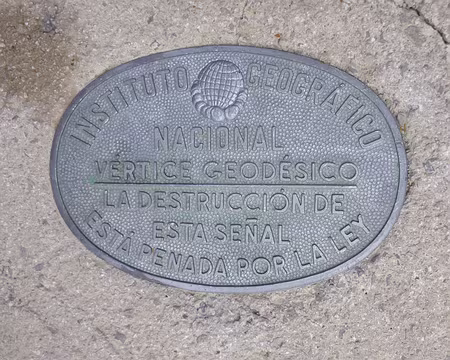 INSTITUTO GEOGRÁFICO
NACIONAL
VÉRTICE GEODÉSICO
LA DESTRUCCIÓN DE
ESTA SEÑAL
ESTÁ PENADA POR LA LEY